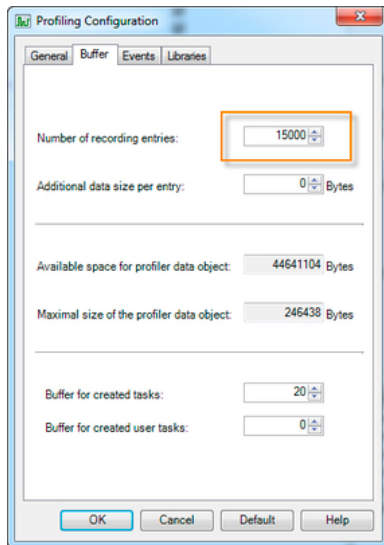 Profiling Configuration
General Buffer Events Libraries
Number of recording entries: 15000
Additional data size per entry: 0 Bytes
Available space for profiler data object: 44641104 Bytes
Maximal size of the profiler data object: 246438 Bytes
Buffer for created tasks: 20
Buffer for created user tasks: 0
OK Cancel Default Help